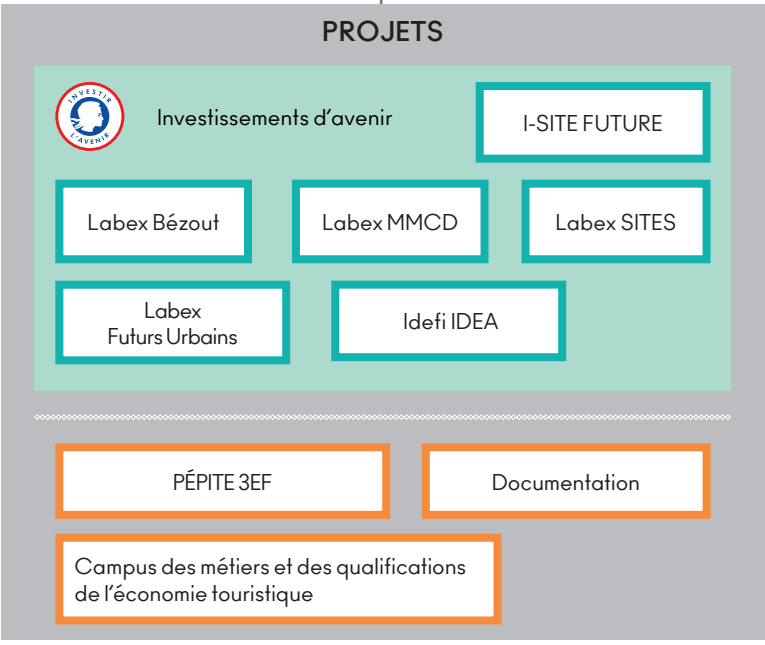 PROJETS
INVESTIR
L'AVENIR
Investissements d'avenir
I-SITE FUTURE
Labex Bézout
Labex MMCD
Labex SITES
Labex
Futurs Urbains
Idefi IDEA
PÉPITE 3EF
Documentation
Campus des métiers et des qualifications
de l'économie touristique